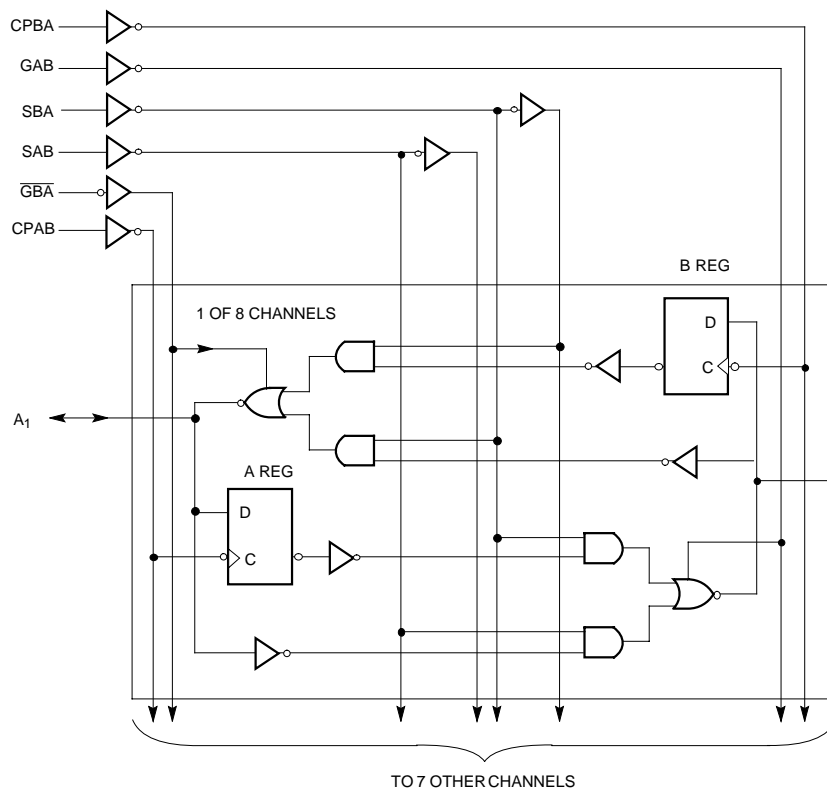 CPBA
GAB
SBA
SAB
GBA
CPAB
B REG
1 OF 8 CHANNELS
D
C
A₁
A REG
D
C
TO 7 OTHER CHANNELS